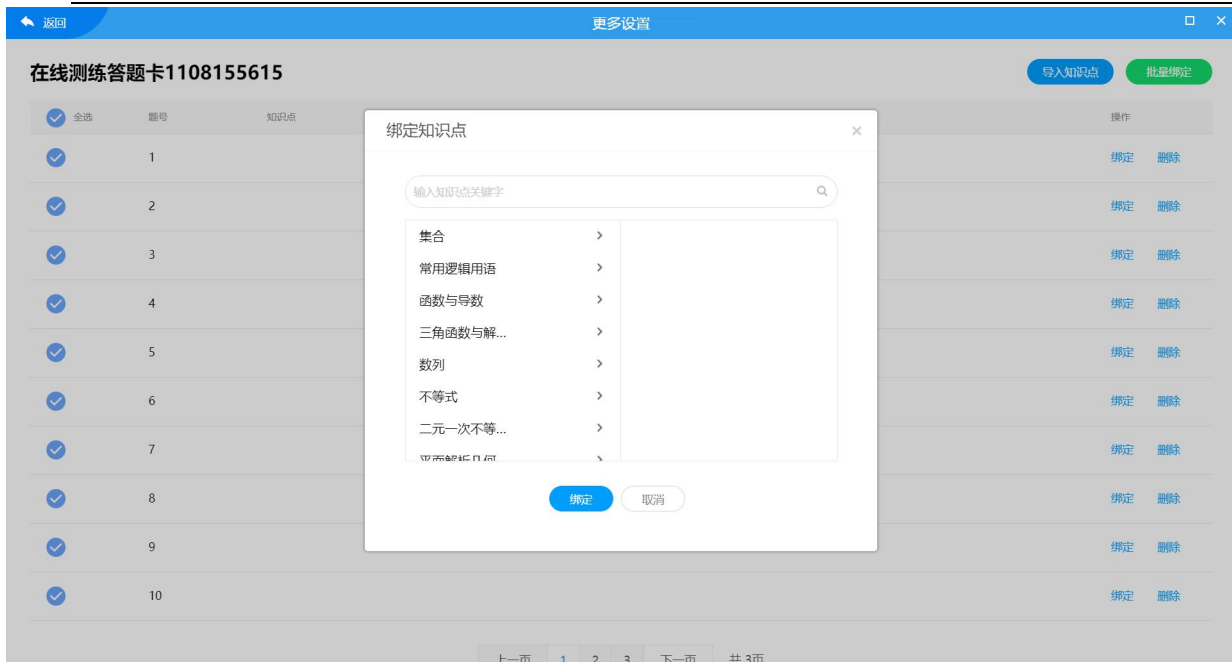 返回
更多设置
在线测练答题卡1108155615
导入知识点
批量绑定
全选 题号 知识点 操作
绑定知识点
输入知识点关键字
集合
常用逻辑用语
函数与导数
三角函数与解...
数列
不等式
二元一次不等...
平面解析几何
绑定 取消
1 绑定 删除
2 绑定 删除
3 绑定 删除
4 绑定 删除
5 绑定 删除
6 绑定 删除
7 绑定 删除
8 绑定 删除
9 绑定 删除
10 绑定 删除
上一页 1 2 3 下一页 共 3页